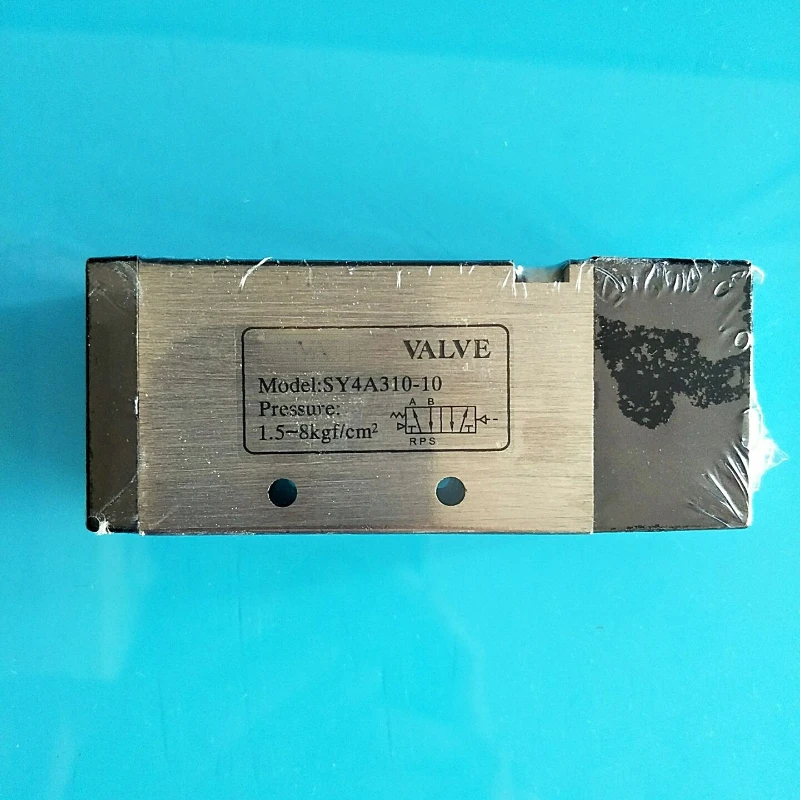 VALVE
Model:SY4A310-10
Pressure:
1.5-8kgf/cm²
A B
R P S